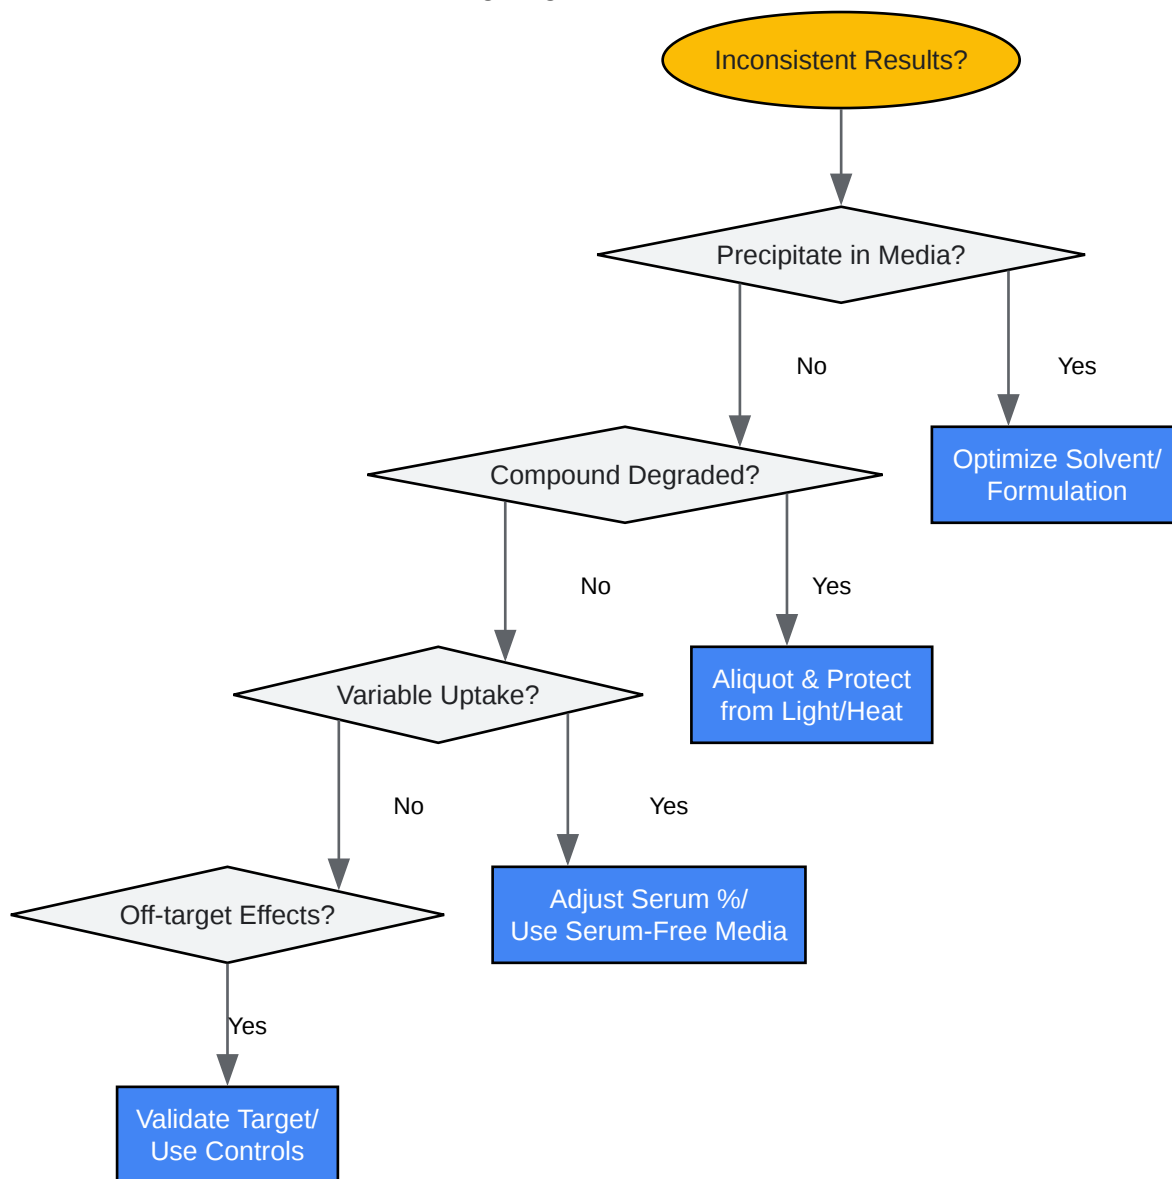 Inconsistent Results?
Precipitate in Media?
No
Yes
Optimize Solvent/
Formulation
Compound Degraded?
No
Yes
Aliquot & Protect
from Light/Heat
Variable Uptake?
No
Yes
Adjust Serum %/
Use Serum-Free Media
Off-target Effects?
Yes
Validate Target/
Use Controls